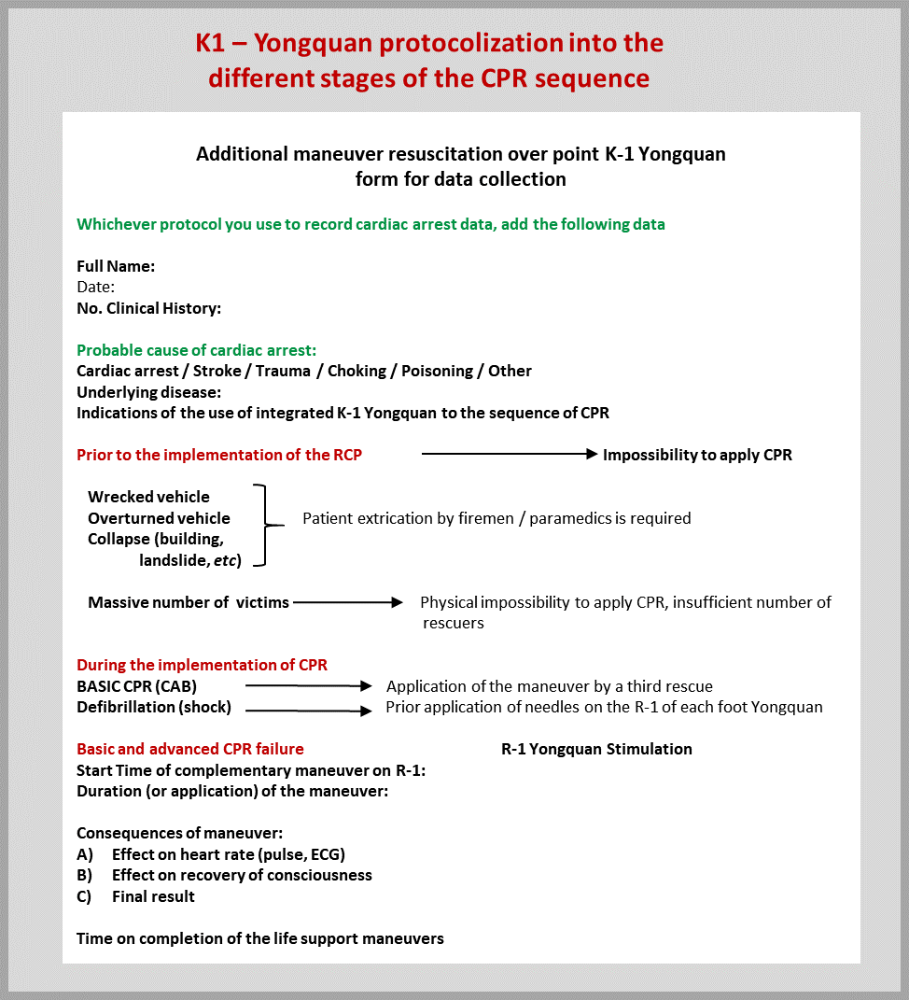 K1 – Yongquan protocolization into the
different stages of the CPR sequence
Additional maneuver resuscitation over point K-1 Yongquan
form for data collection
Whichever protocol you use to record cardiac arrest data, add the following data
Full Name:
Date:
No. Clinical History:
Probable cause of cardiac arrest:
Cardiac arrest / Stroke / Trauma / Choking / Poisoning / Other
Underlying disease:
Indications of the use of integrated K-1 Yongquan to the sequence of CPR
Prior to the implementation of the RCP
Impossibility to apply CPR
Wrecked vehicle
Overturned vehicle
Collapse (building,
landslide, etc)
Patient extrication by firemen / paramedics is required
Massive number of victims
Physical impossibility to apply CPR, insufficient number of
rescuers
During the implementation of CPR
BASIC CPR (CAB)
Application of the maneuver by a third rescue
Defibrillation (shock)
Prior application of needles on the R-1 of each foot Yongquan
Basic and advanced CPR failure
R-1 Yongquan Stimulation
Start Time of complementary maneuver on R-1:
Duration (or application) of the maneuver:
Consequences of maneuver:
A) Effect on heart rate (pulse, ECG)
B) Effect on recovery of consciousness
C) Final result
Time on completion of the life support maneuvers